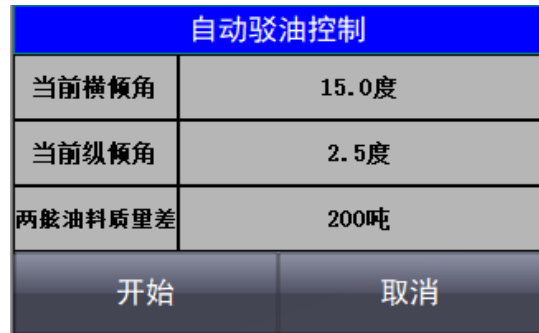 自动驳油控制
当前横倾角 15.0度
当前纵倾角 2.5度
两舷油料质量差 200吨
开始 取消